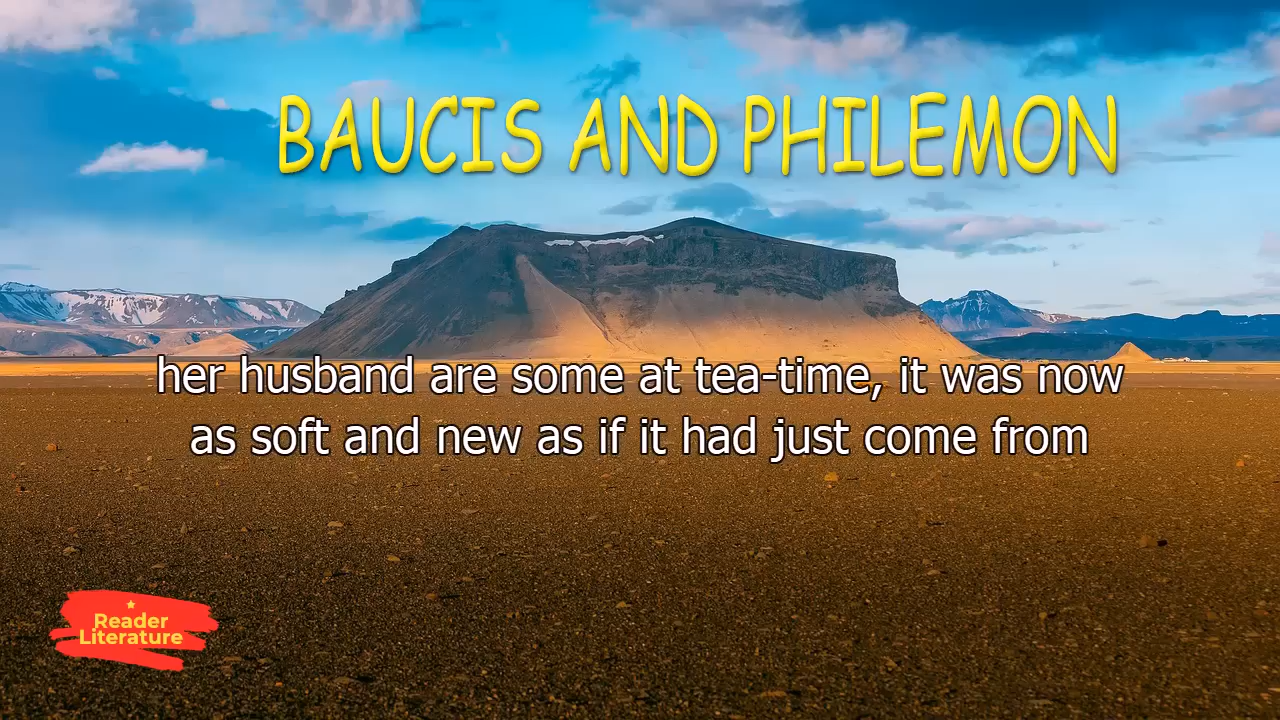 BAUCIS AND PHILEMON
her husband are some at tea-time, it was now
as soft and new as if it had just come from
Reader
Literature